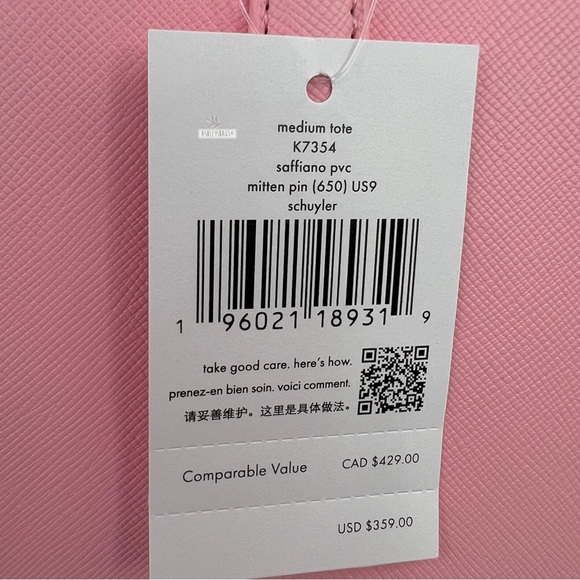 medium tote
K7354
saffiano pvc
mitten pin (650) US9
schuyler
1 96021 18931 9
take good care. here's how.
prenez-en bien soin. voici comment.
请妥善维护。这里是具体做法。
Comparable Value CAD $429.00
USD $359.00